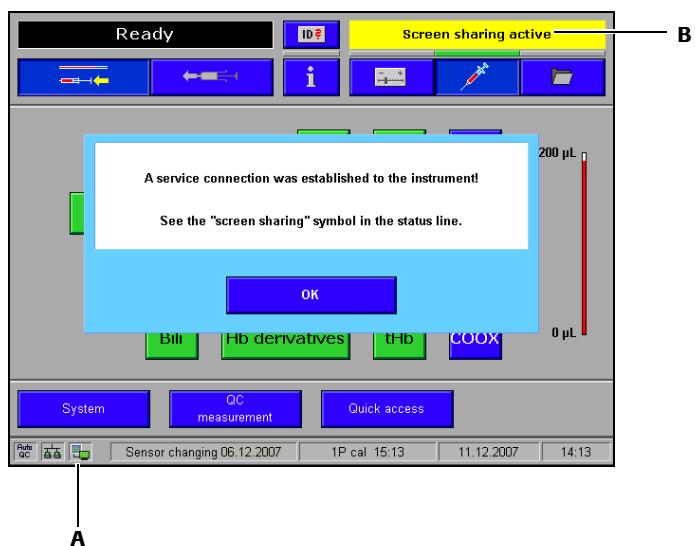 Ready
ID?
Screen sharing active
B
i
- +
A service connection was established to the instrument!
See the "screen sharing" symbol in the status line.
OK
200 µL
Bili
Hb derivatives
tHb
COOX
0 µL
System
QC
measurement
Quick access
Auto
QC
Sensor changing 06.12.2007
1P cal 15:13
11.12.2007
14:13
A